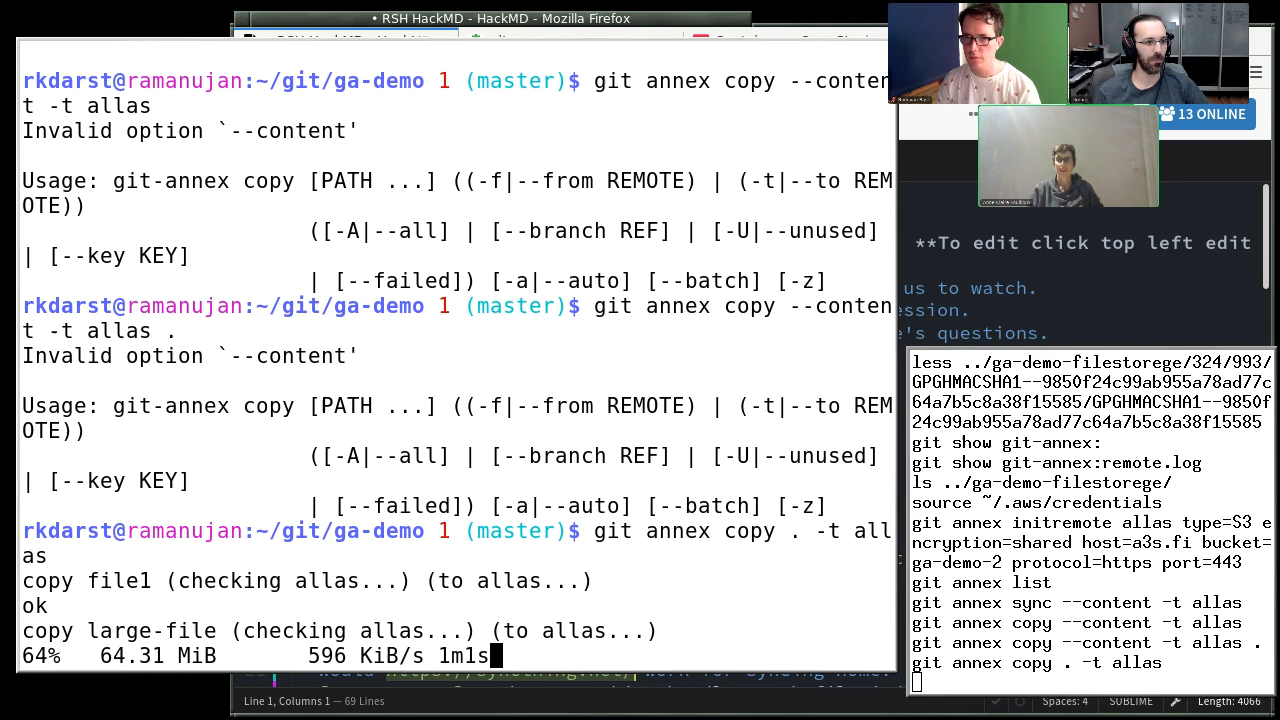 • RSH HackMD - HackMD - Mozilla Firefox
rkdarst@ramanujan:~/git/ga-demo 1 (master)$ git annex copy --conten
t -t allas
Invalid option `--content'
Usage: git-annex copy [PATH ...] ((-f|--from REMOTE) | (-t|--to REM
OTE))
([-A|--all] | [--branch REF] | [-U|--unused]
| [--key KEY]
| [--failed]) [-a|--auto] [--batch] [-z]
rkdarst@ramanujan:~/git/ga-demo 1 (master)$ git annex copy --conten
t -t allas .
Invalid option `--content'
Usage: git-annex copy [PATH ...] ((-f|--from REMOTE) | (-t|--to REM
OTE))
([-A|--all] | [--branch REF] | [-U|--unused]
| [--key KEY]
| [--failed]) [-a|--auto] [--batch] [-z]
rkdarst@ramanujan:~/git/ga-demo 1 (master)$ git annex copy . -t all
as
copy file1 (checking allas...) (to allas...)
ok
copy large-file (checking allas...) (to allas...)
64% 64.31 MiB 596 KiB/s 1m1s
13 ONLINE
**To edit click top left edit
us to watch.
ession.
e's questions.
less ../ga-demo-filestorege/324/993/
GPGHMACSHA1--9850f24c99ab955a78ad77c
64a7b5c8a38f15585/GPGHMACSHA1--9850f
24c99ab955a78ad77c64a7b5c8a38f15585
git show git-annex:
git show git-annex:remote.log
ls ../ga-demo-filestorege/
source ~/.aws/credentials
git annex initremote allas type=S3 e
ncryption=shared host=a3s.fi bucket=
ga-demo-2 protocol=https port=443
git annex list
git annex sync --content -t allas
git annex copy --content -t allas
git annex copy --content -t allas .
git annex copy . -t allas
would https://syncthing.net/ work for syncing home.
Line 1, Columns 1 — 69 Lines
Spaces: 4
SUBLIME
Length: 4066